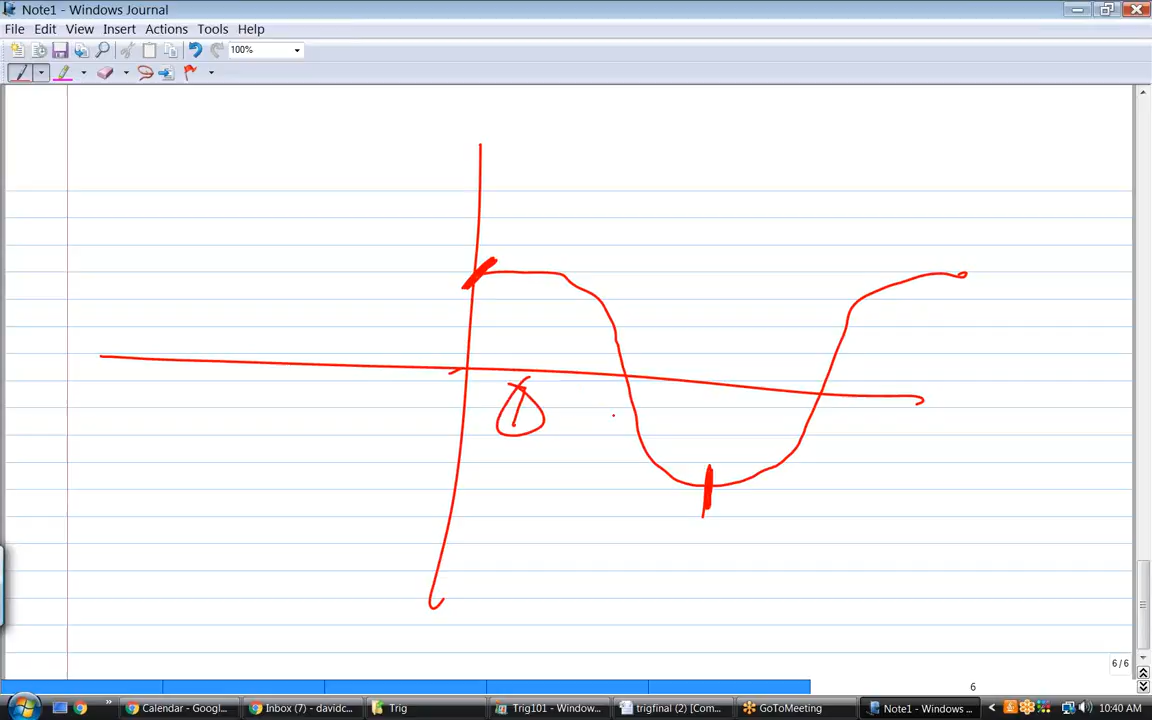 Note1 - Windows Journal
File Edit View Insert Actions Tools Help
100%
6/6
6
Calendar - Googl... Inbox (7) - davidc... Trig Trig101 - Window... trigfinal (2) [Com... GoToMeeting Note1 - Windows ... 10:40 AM